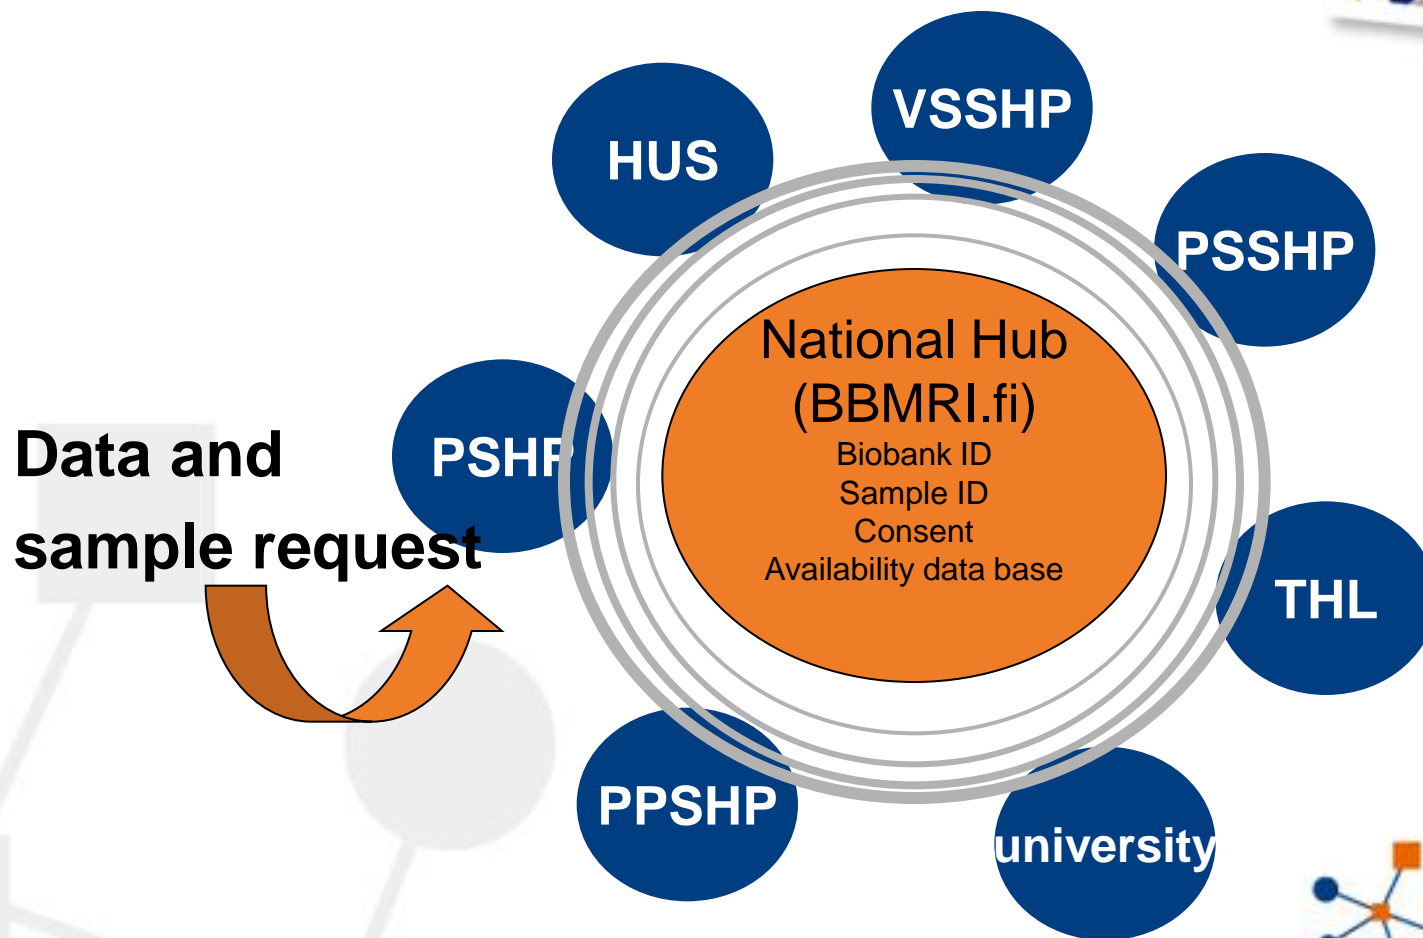 VSSHP
HUS
PSSHP
National Hub
(BBMRI.fi)
Biobank ID
Sample ID
Consent
Availability data base
Data and
sample request
PSHP
THL
PPSHP
university